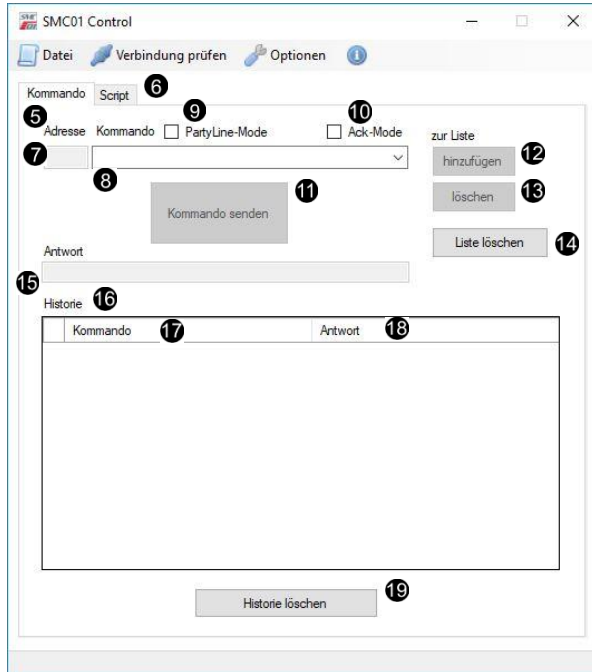 SMC01 Control
Datei Verbindung prüfen Optionen
Kommando Script 6
5 9 10
Adresse Kommando PartyLine-Mode Ack-Mode zur Liste
7 hinzufügen 12
8 11 löschen 13
Kommando senden
Liste löschen 14
Antwort
15
Historie 16
Kommando 17 Antwort 18
Historie löschen 19